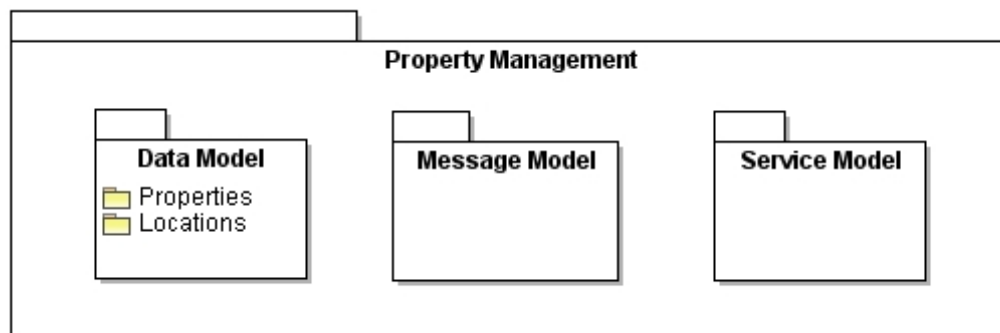 Property Management
Data Model
Properties
Locations
Message Model
Service Model